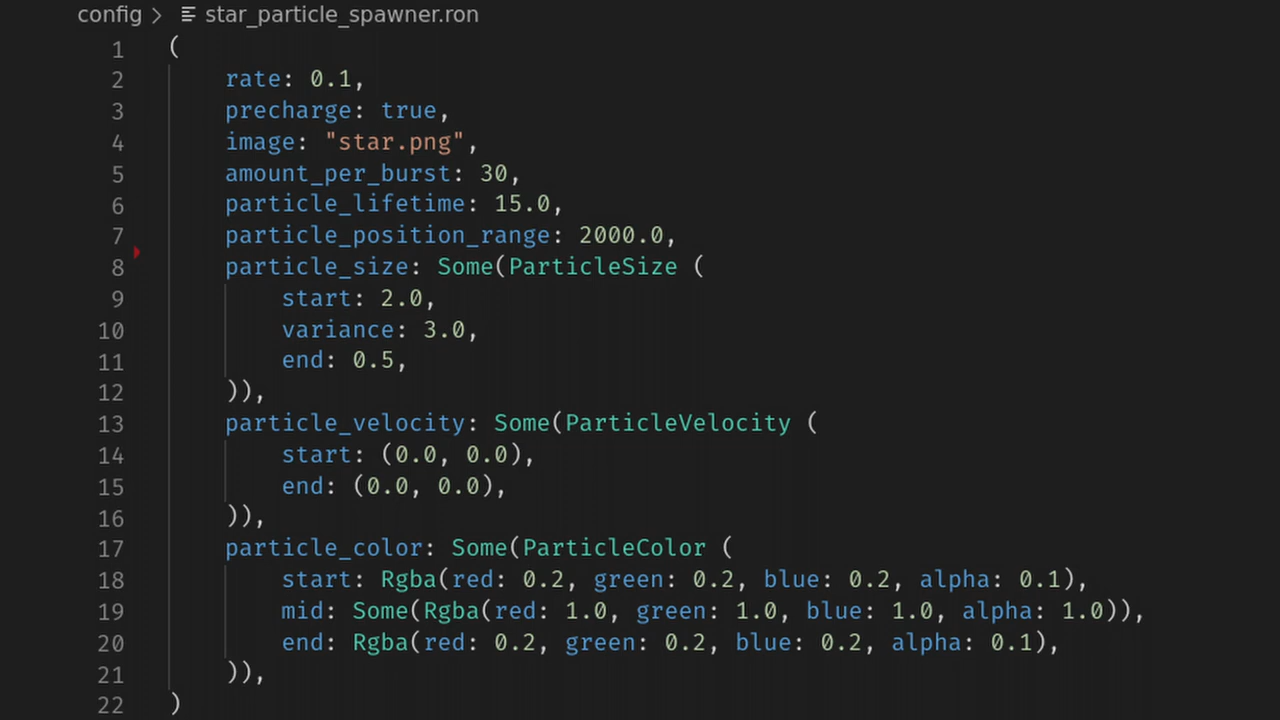 config > star_particle_spawner.ron
1 (
2 rate: 0.1,
3 precharge: true,
4 image: "star.png",
5 amount_per_burst: 30,
6 particle_lifetime: 15.0,
7 particle_position_range: 2000.0,
8 particle_size: Some(ParticleSize (
9 start: 2.0,
10 variance: 3.0,
11 end: 0.5,
12 )),
13 particle_velocity: Some(ParticleVelocity (
14 start: (0.0, 0.0),
15 end: (0.0, 0.0),
16 )),
17 particle_color: Some(ParticleColor (
18 start: Rgba(red: 0.2, green: 0.2, blue: 0.2, alpha: 0.1),
19 mid: Some(Rgba(red: 1.0, green: 1.0, blue: 1.0, alpha: 1.0)),
20 end: Rgba(red: 0.2, green: 0.2, blue: 0.2, alpha: 0.1),
21 )),
22 )